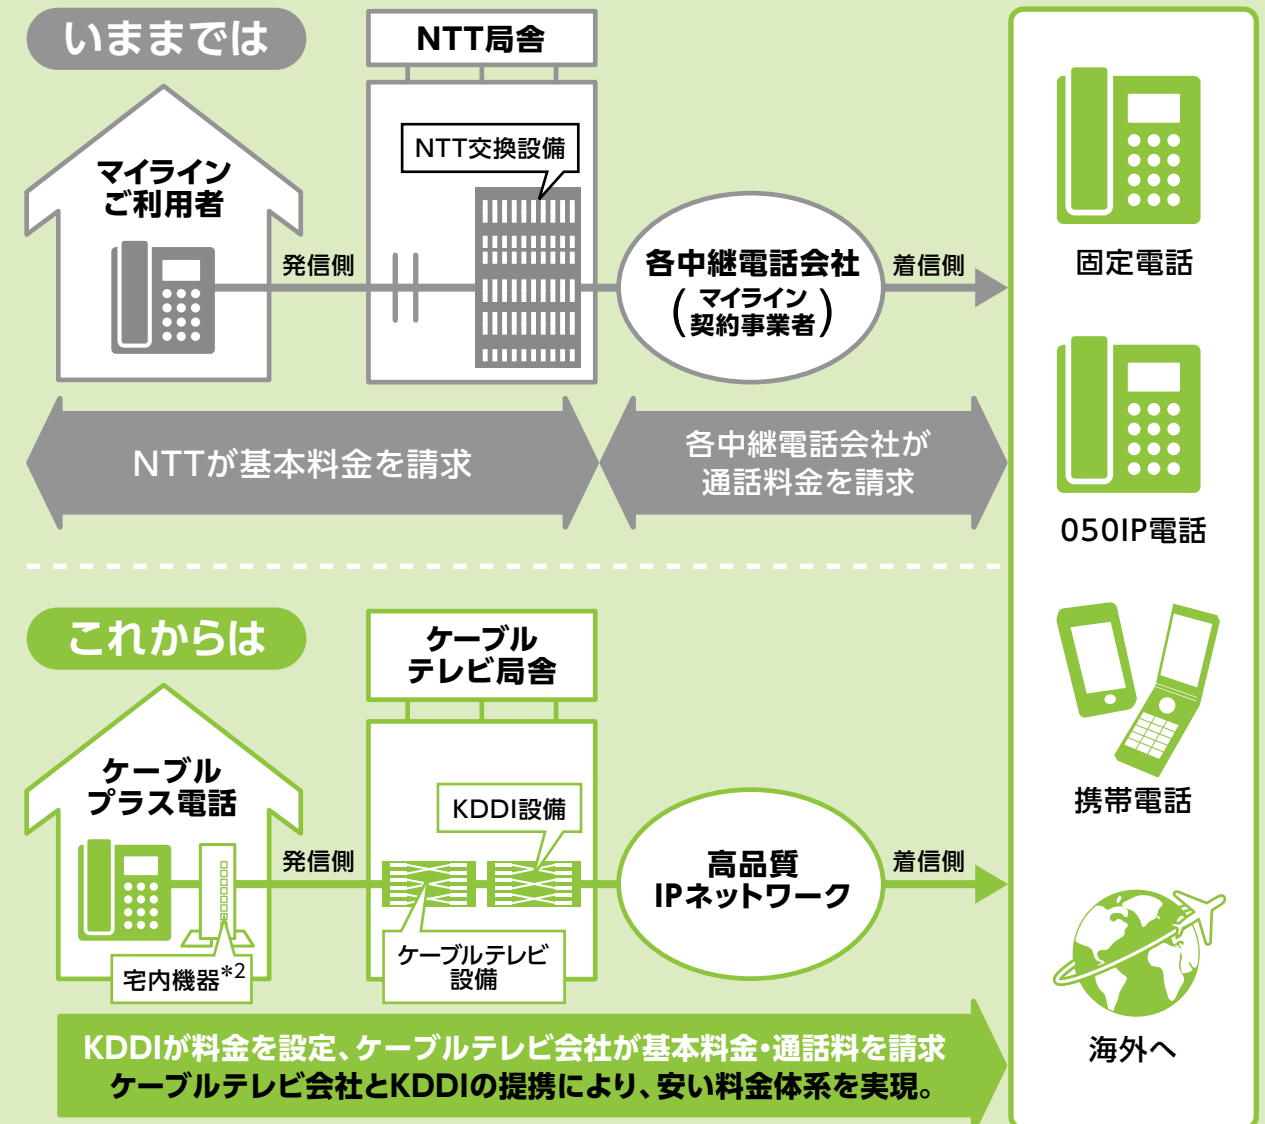 いままでは
NTT局舎
マイライン
ご利用者
NTT交換設備
発信側
各中継電話会社
(マイライン
契約事業者)
着信側
NTTが基本料金を請求
各中継電話会社が
通話料金を請求
これからは
ケーブル
テレビ局舎
ケーブル
プラス電話
KDDI設備
発信側
高品質
IPネットワーク
着信側
ケーブルテレビ
設備
宅内機器*2
KDDIが料金を設定、ケーブルテレビ会社が基本料金・通話料を請求
ケーブルテレビ会社とKDDIの提携により、安い料金体系を実現。
固定電話
050IP電話
携帯電話
海外へ